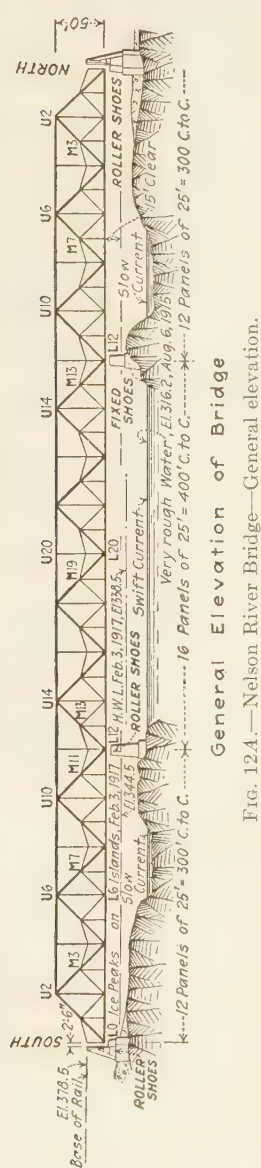 SOUTH
NORTH
50'
2'-6"
El.378.5
Base of Rail
U2
U6
U10
U14
U20
U14
U10
U6
U2
M3
M7
M11
M13
M19
M13
M7
M3
L0
Ice Peaks on L6 Islands, Feb.3,1917
El.344.5
L12
H.W.L. Feb.3,1917, El.338.5
L20
L12
ROLLER SHOES
ROLLER SHOES
FIXED SHOES
ROLLER SHOES
Slow Current
Swift Current
Slow Current
15' Clear
Very rough Water, El.316.2, Aug. 6, 1915
12 Panels of 25'= 300' C. to C.
16 Panels of 25'= 400' C. to C.
12 Panels of 25'= 300 C. to C.
General Elevation of Bridge
FIG. 124.—Nelson River Bridge—General elevation.